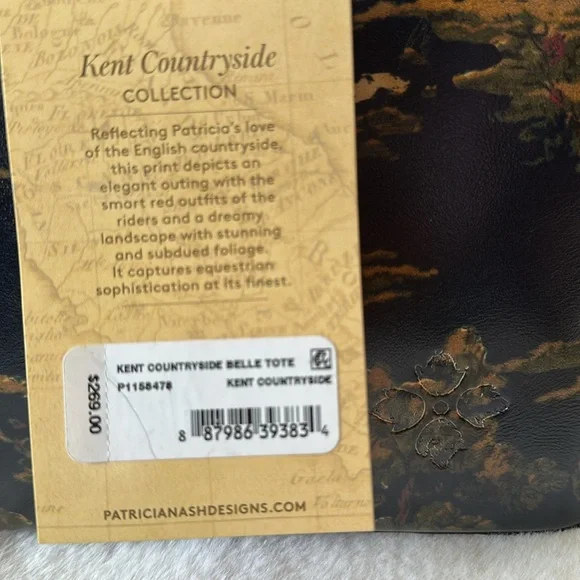 Kent Countryside
COLLECTION
Reflecting Patricia's love
of the English countryside,
this print depicts an
elegant outing with the
smart red outfits of the
riders and a dreamy
landscape with stunning
and subdued foliage.
It captures equestrian
sophistication at its finest.
$269.00
KENT COUNTRYSIDE BELLE TOTE
P1158478 KENT COUNTRYSIDE
8 87986 39383 4
PATRICIANASHDESIGNS.COM